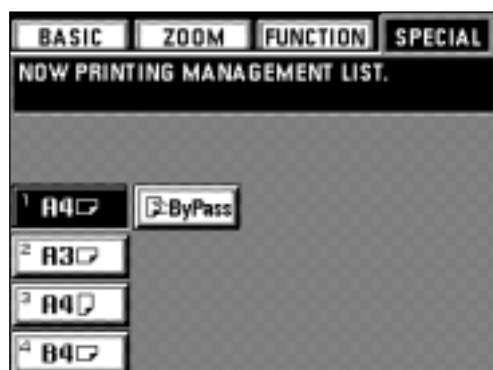 BASIC ZOOM FUNCTION SPECIAL
NOW PRINTING MANAGEMENT LIST.
1 A4 ByPass
2 A3
3 A4
4 B4